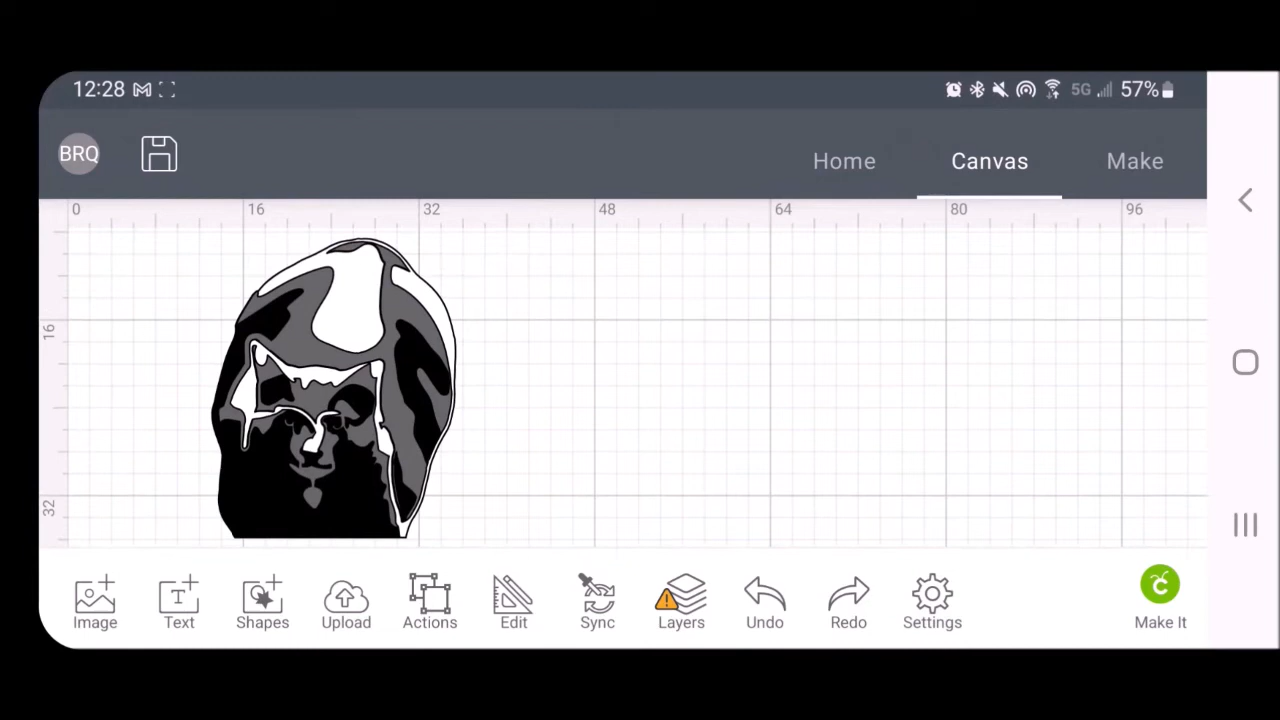 12:28
5G 57%
BRQ
Home Canvas Make
0 16 32 48 64 80 96
16
32
Image Text Shapes Upload Actions Edit Sync Layers Undo Redo Settings Make It